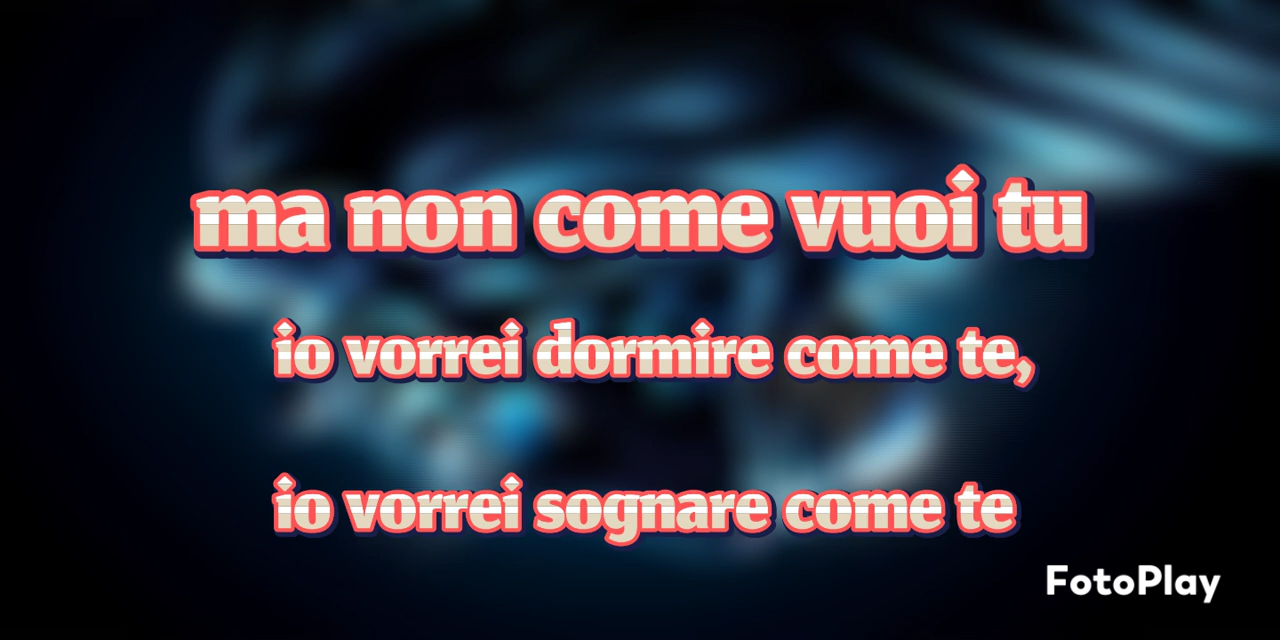 ma non come vuoi tu
io vorrei dormire come te,
io vorrei sognare come te
FotoPlay